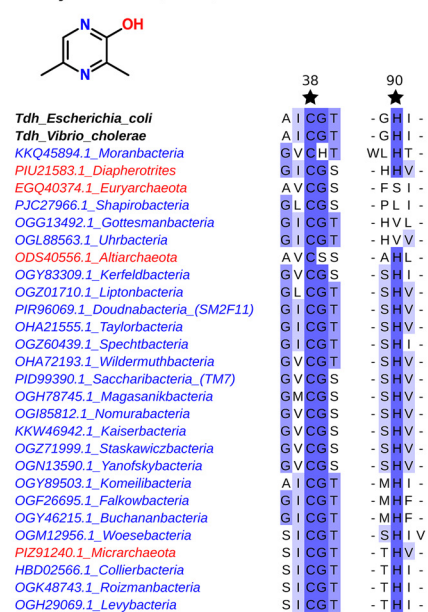 N OH
N
38 90
★ ★
Tdh_Escherichia_coli A I C G T - G H I -
Tdh_Vibrio_cholerae A I C G T - G H I -
KKQ45894.1_Moranbacteria G V C H T W L H T -
PIU21583.1_Diapherotrites G I C G S - H H V -
EGQ40374.1_Euryarchaeota A V C G S - F S I -
PJC27966.1_Shapirobacteria G L C G S - P L I -
OGG13492.1_Gottesmanbacteria G I C G T - H V L -
OGL88563.1_Uhrbacteria G I C G T - H V V -
ODS40556.1_Altiarchaeota A V C S S - A H L -
OGY83309.1_Kerfeldbacteria G V C G S - S H I -
OGZ01710.1_Liptonbacteria G L C G T - S H V -
PIR96069.1_Doudnabacteria_(SM2F11) G I C G T - S H V -
OHA21555.1_Taylorbacteria G I C G T - S H V -
OGZ60439.1_Spechtbacteria G I C G T - S H I -
OHA72193.1_Wildermuthbacteria G V C G T - S H V -
PID99390.1_Saccharibacteria_(TM7) G V C G S - S H V -
OGH78745.1_Magasanikbacteria G M C G S - S H V -
OGI85812.1_Nomurabacteria G V C G S - S H V -
KKW46942.1_Kaiserbacteria G V C G S - S H V -
OGZ71999.1_Staskawiczbacteria G V C G S - S H V -
OGN13590.1_Yanofskybacteria G V C G S - S H V -
OGY89503.1_Komeilibacteria A I C G T - M H I -
OGF26695.1_Falkowbacteria G I C G T - M H F -
OGY46215.1_Buchananbacteria G I C G T - M H F -
OGM12956.1_Woesebacteria S I C G T - S H I V
PIZ91240.1_Micrarchaeota S I C G T - T H V -
HBD02566.1_Collierbacteria S I C G T - T H I -
OGK48743.1_Roizmanbacteria S I C G T - T H I -
OGH29069.1_Levybacteria S I C G T - T H I -